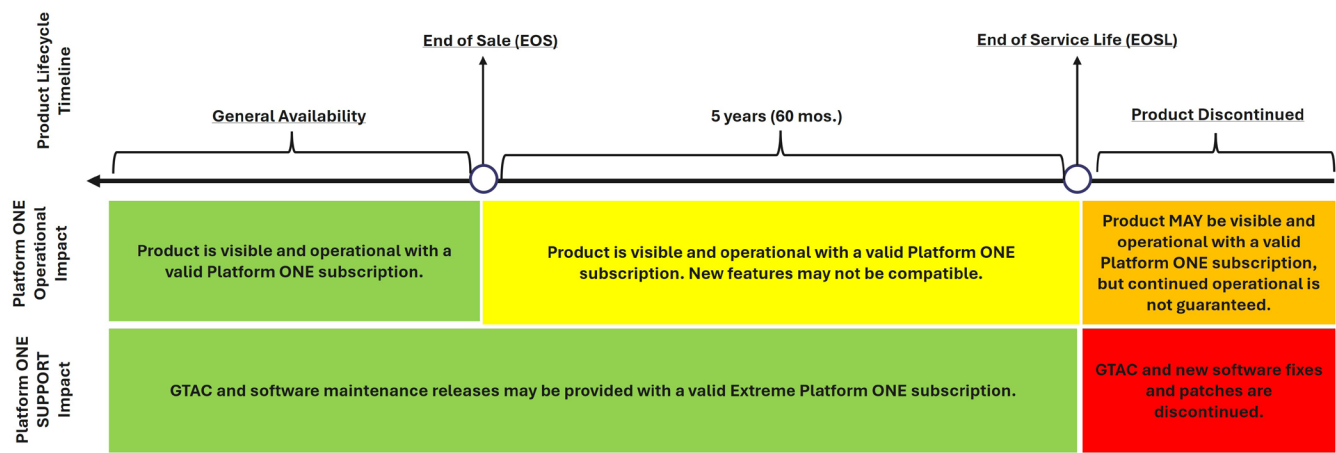 Product Lifecycle
Timeline
End of Sale (EOS)
End of Service Life (EOSL)
General Availability
5 years (60 mos.)
Product Discontinued
Platform ONE
Operational
Impact
Product is visible and operational with a
valid Platform ONE subscription.
Product is visible and operational with a valid Platform ONE
subscription. New features may not be compatible.
Product MAY be visible and
operational with a valid
Platform ONE subscription,
but continued operational is
not guaranteed.
Platform ONE
SUPPORT
Impact
GTAC and software maintenance releases may be provided with a valid Extreme Platform ONE subscription.
GTAC and new software fixes
and patches are
discontinued.